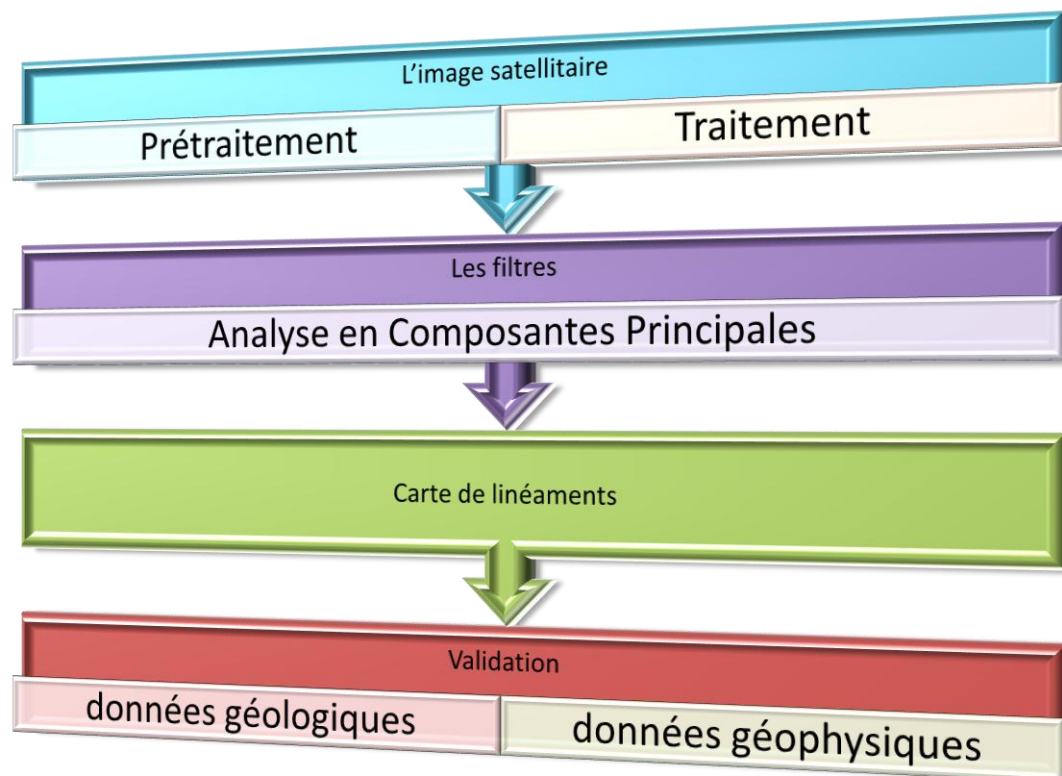 L’image satellitaire
Prétraitement
Traitement
Les filtres
Analyse en Composantes Principales
Carte de linéaments
Validation
données géologiques
données géophysiques